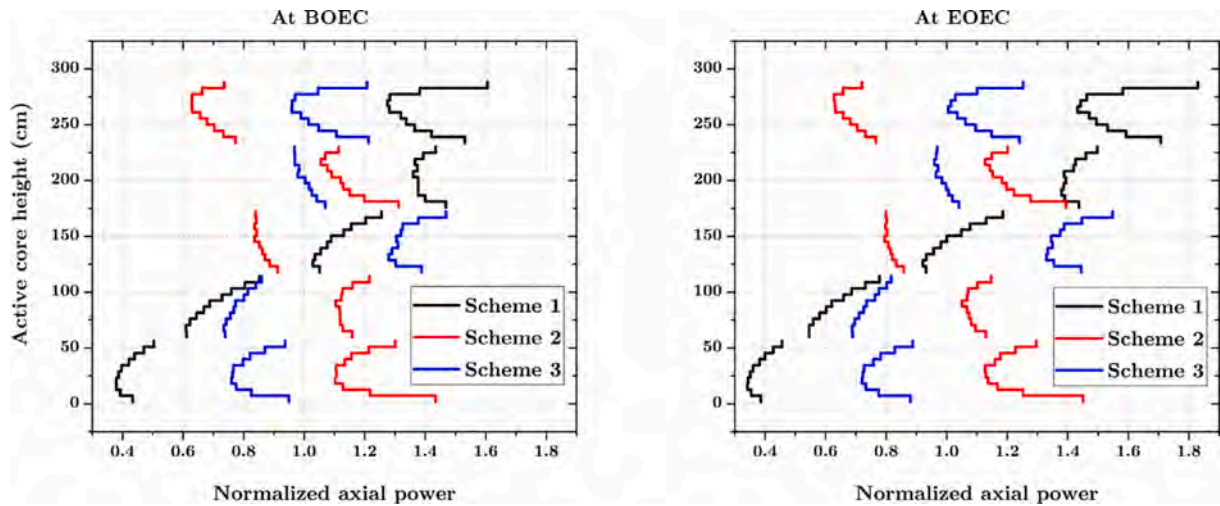 At BOEC
300
250
200
150
100
50
0
Active core height (cm)
0.4 0.6 0.8 1.0 1.2 1.4 1.6 1.8
Normalized axial power
Scheme 1
Scheme 2
Scheme 3
At EOEC
300
250
200
150
100
50
0
0.4 0.6 0.8 1.0 1.2 1.4 1.6 1.8
Normalized axial power
Scheme 1
Scheme 2
Scheme 3